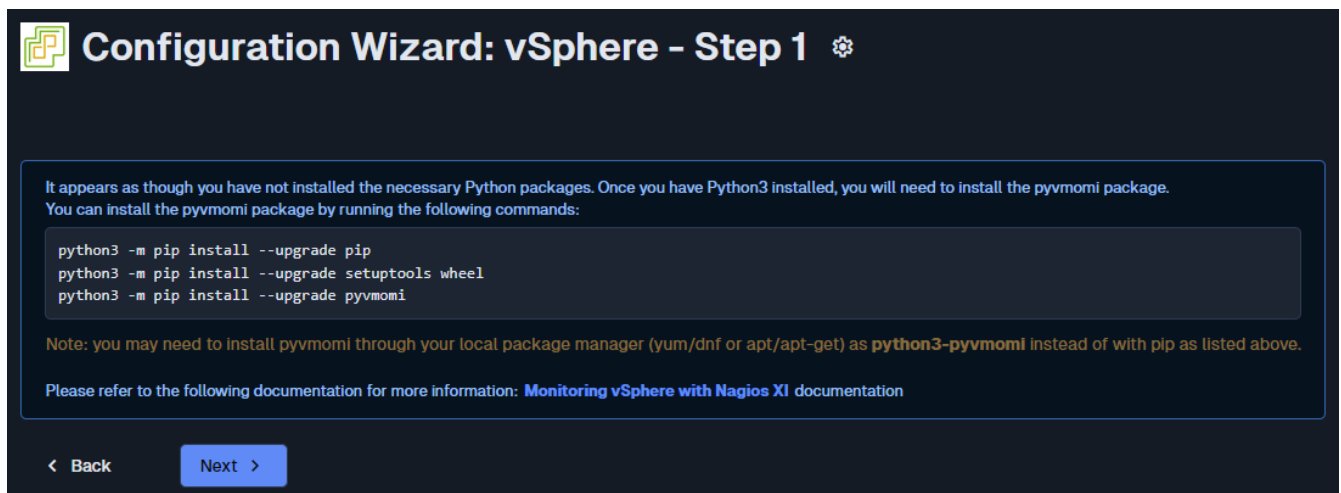 Configuration Wizard: vSphere - Step 1
It appears as though you have not installed the necessary Python packages. Once you have Python3 installed, you will need to install the pyvmomi package.
You can install the pyvmomi package by running the following commands:
python3 -m pip install --upgrade pip
python3 -m pip install --upgrade setuptools wheel
python3 -m pip install --upgrade pyvmomi
Note: you may need to install pyvmomi through your local package manager (yum/dnf or apt/apt-get) as python3-pyvmomi instead of with pip as listed above.
Please refer to the following documentation for more information: Monitoring vSphere with Nagios XI documentation
< Back Next >